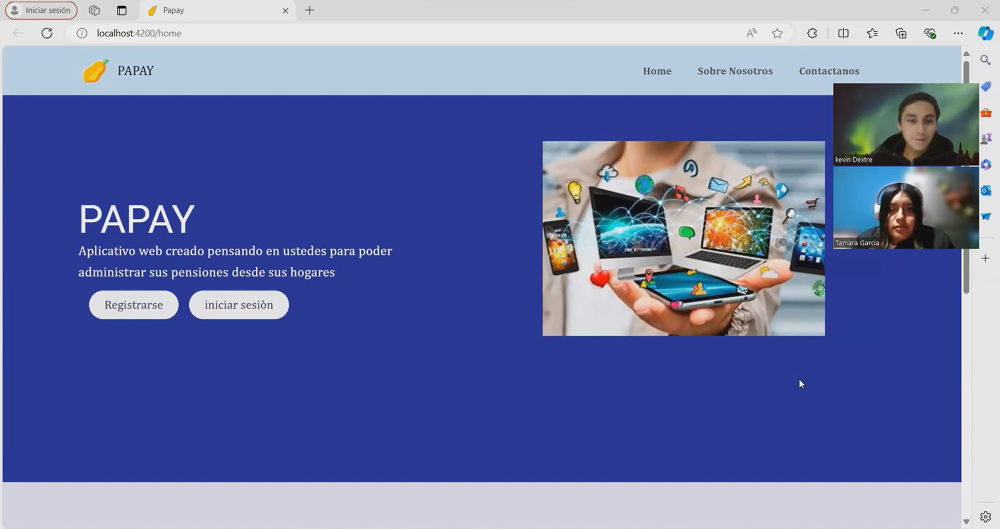 Iniciar sesión
Papay
localhost:4200/home
PAPAY
Home
Sobre Nosotros
Contactanos
kevin Dextre
Tamara Garcia
PAPAY
Aplicativo web creado pensando en ustedes para poder
administrar sus pensiones desde sus hogares
Registrarse
iniciar sesiòn